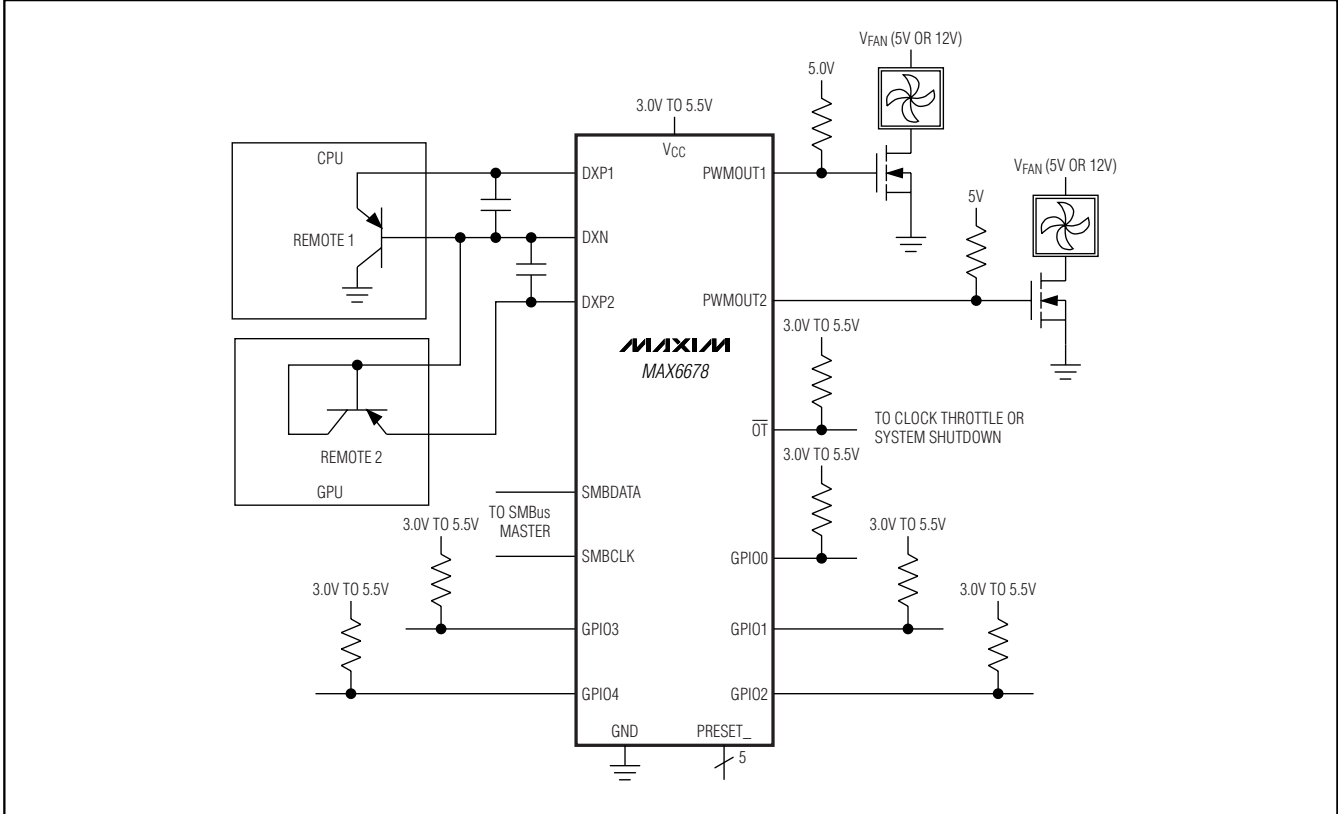 VFAN (5V OR 12V)
5.0V
3.0V TO 5.5V
VCC
CPU
REMOTE 1
DXP1
DXN
DXP2
PWMOUT1
VFAN (5V OR 12V)
5V
PWMOUT2
3.0V TO 5.5V
MAXIM
MAX6678
OT
TO CLOCK THROTTLE OR
SYSTEM SHUTDOWN
REMOTE 2
GPU
3.0V TO 5.5V
SMBDATA
TO SMBus
MASTER
SMBCLK
3.0V TO 5.5V
3.0V TO 5.5V
GPIO0
3.0V TO 5.5V
3.0V TO 5.5V
GPIO3
GPIO1
GPIO4
GPIO2
GND
PRESET_
5